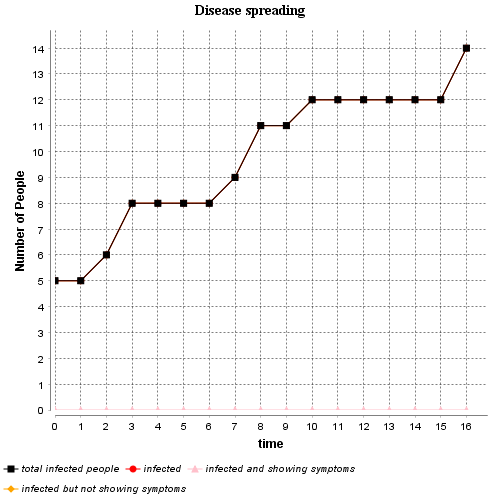 Disease spreading
Number of People
14
13
12
11
10
9
8
7
6
5
4
3
2
1
0
0 1 2 3 4 5 6 7 8 9 10 11 12 13 14 15 16
time
total infected people infected infected and showing symptoms
infected but not showing symptoms